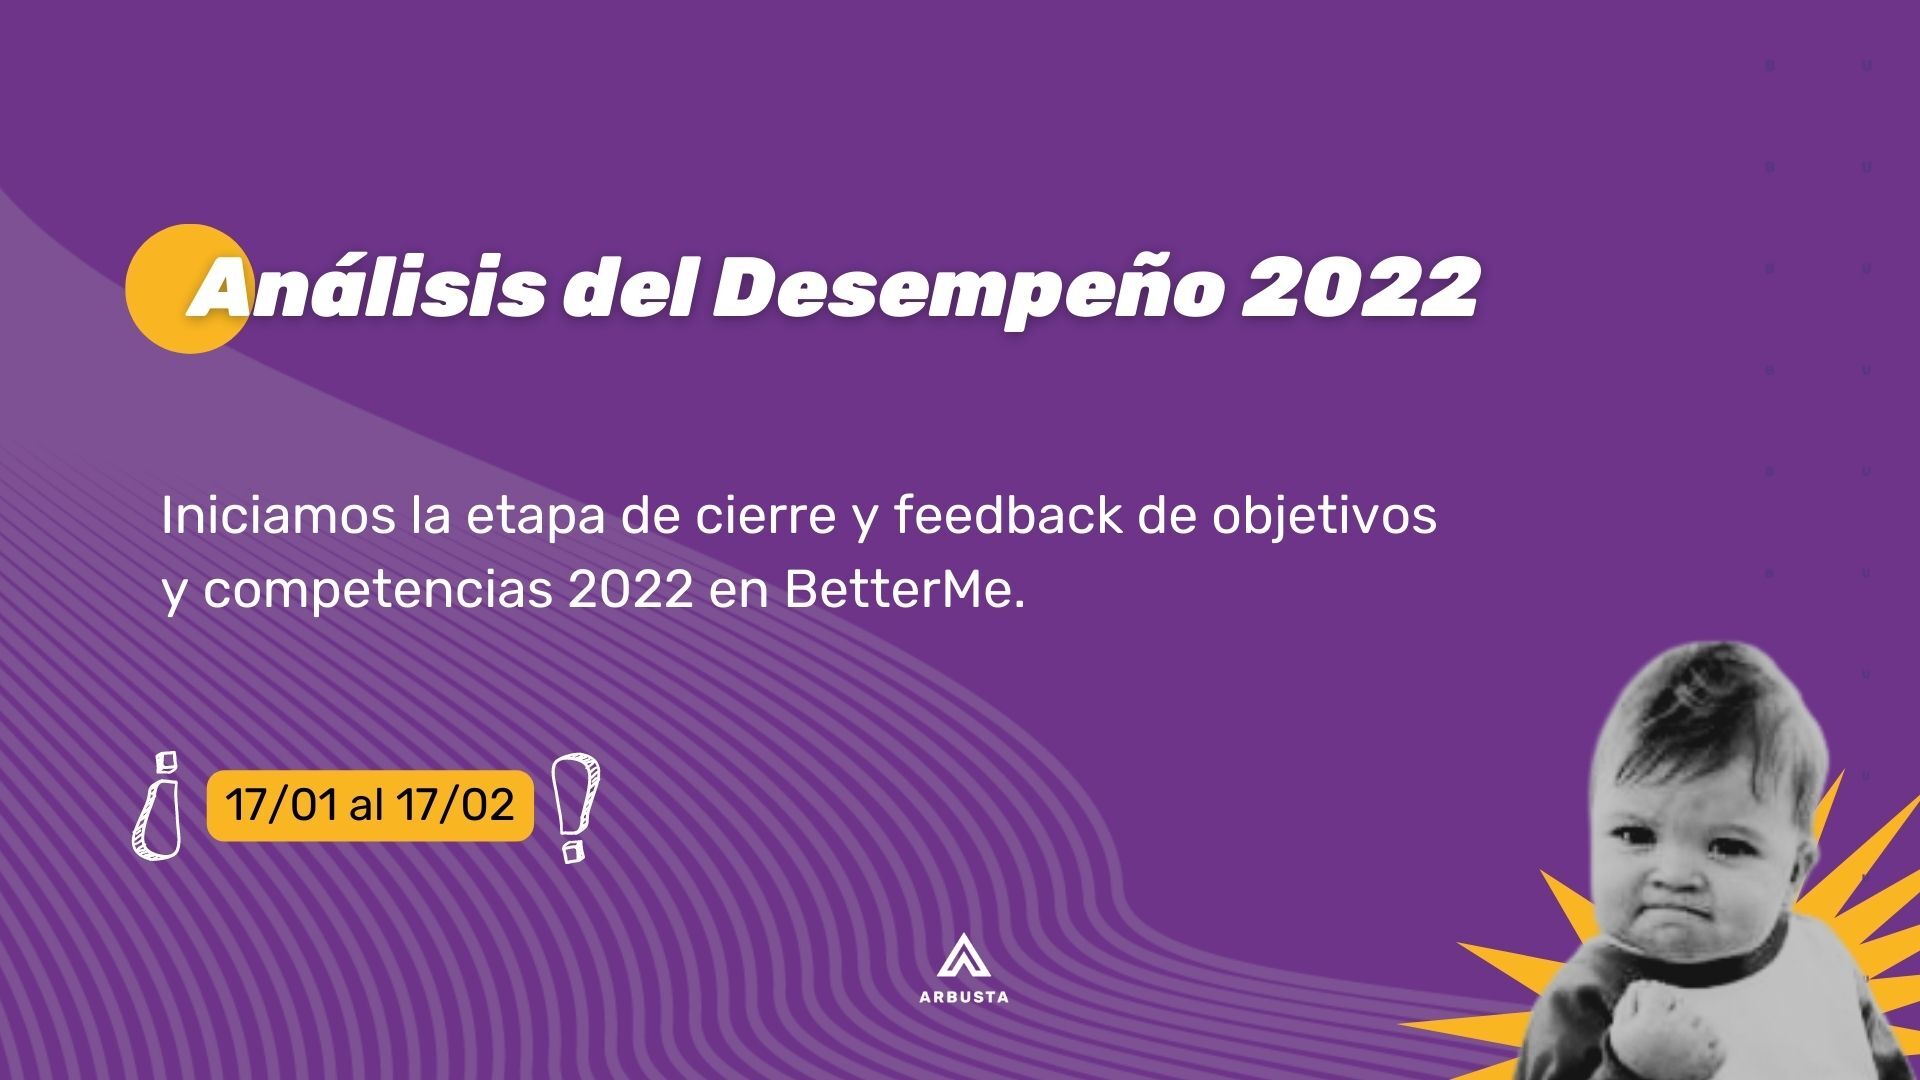 Análisis del Desempeño 2022
Iniciamos la etapa de cierre y feedback de objetivos
y competencias 2022 en BetterMe.
¡ 17/01 al 17/02 !
ARBUSTA